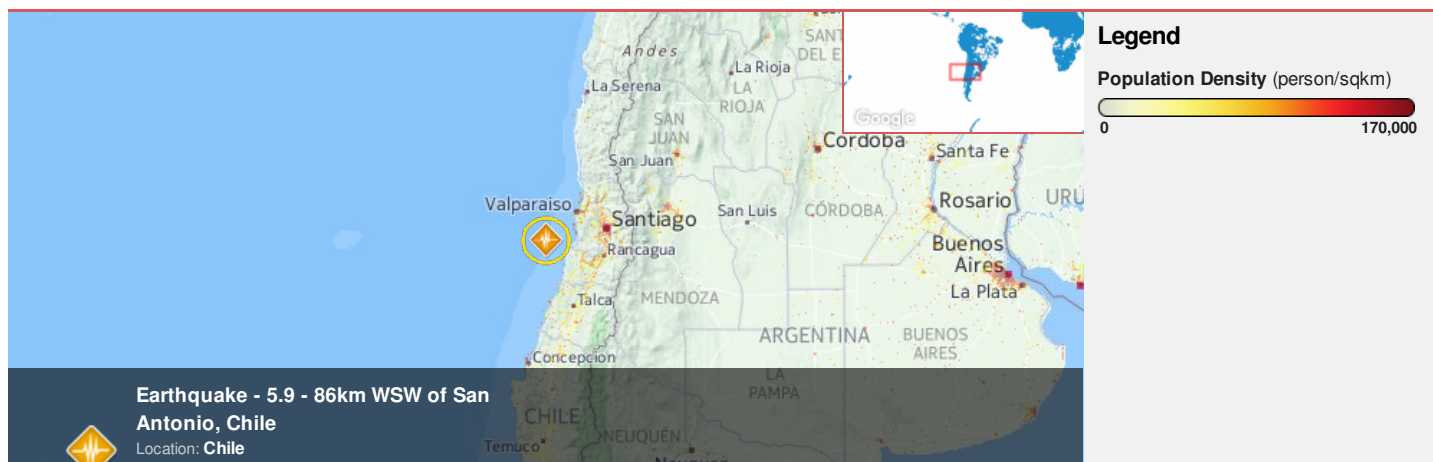 Andes
SANT
DEL E
La Rioja
LA
RIOJA
La Serena
SAN
JUAN
San Juan
Cordoba
Santa Fe
Valparaiso
Santiago
San Luis
CÓRDOBA
Rosario
URU
Rancagua
Buenos
Aires
La Plata
Talca
MENDOZA
ARGENTINA
BUENOS
AIRES
Concepcion
LA
PAMPA
CHILE
Temuco
NEUQUÉN
Neuquen
Google
Earthquake - 5.9 - 86km WSW of San
Antonio, Chile
Location: Chile
Legend
Population Density (person/sqkm)
0 170,000